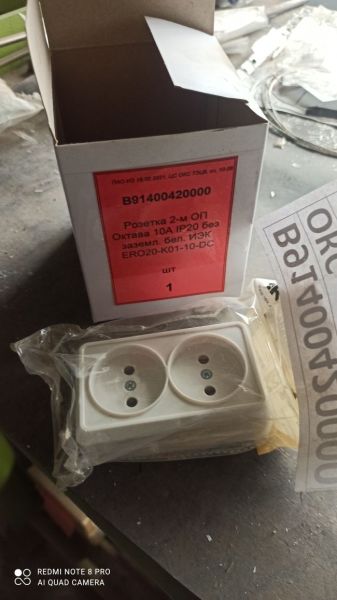 B91400420000
Розетка 2-м ОП
Октава 10А IP20 без
заземл. бел. ИЭК
ERO20-K01-10-DC
шт
1
B91400420000
REDMI NOTE 8 PRO
AI QUAD CAMERA